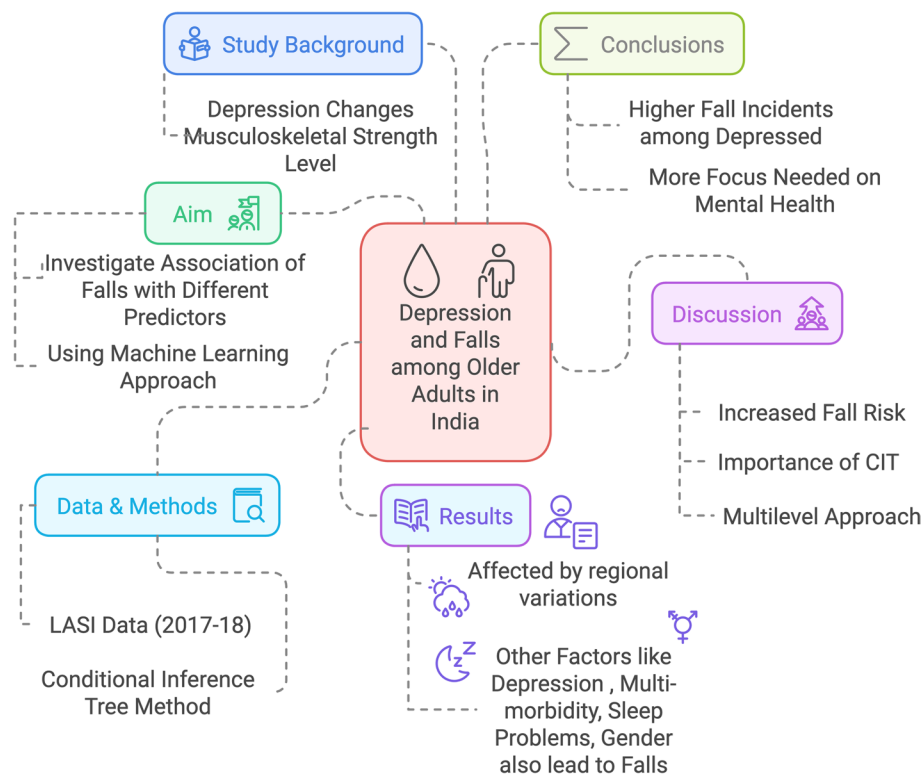 Study Background
Depression Changes
Musculoskeletal Strength
Level
Conclusions
Higher Fall Incidents
among Depressed
More Focus Needed on
Mental Health
Aim
Investigate Association of
Falls with Different
Predictors
Using Machine Learning
Approach
Depression
and Falls
among Older
Adults in
India
Discussion
Increased Fall Risk
Importance of CIT
Multilevel Approach
Data & Methods
LASI Data (2017-18)
Conditional Inference
Tree Method
Results
Affected by regional
variations
Other Factors like
Depression , Multi-
morbidity, Sleep
Problems, Gender
also lead to Falls